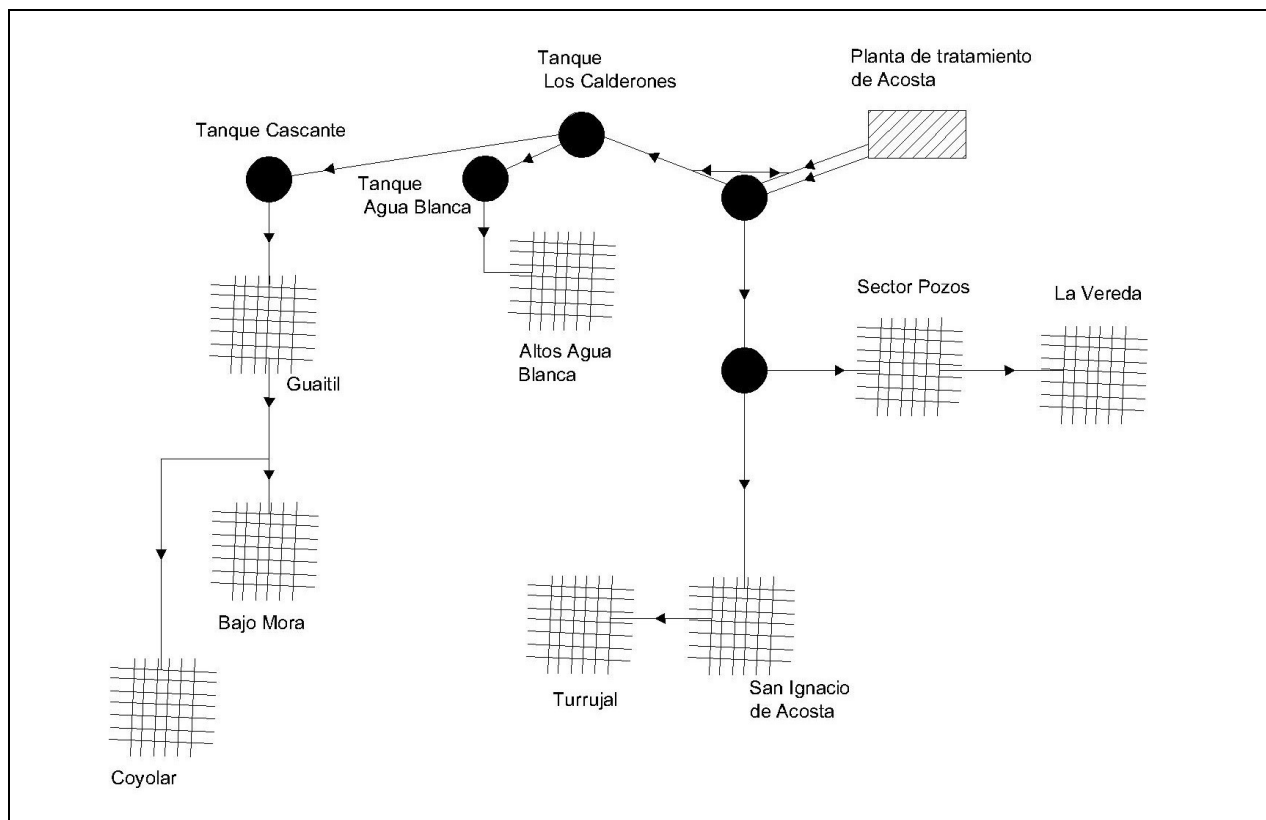 Tanque
Los Calderones
Planta de tratamiento
de Acosta
Tanque Cascante
Tanque
Agua Blanca
Sector Pozos
La Vereda
Altos Agua
Blanca
Guaitil
Bajo Mora
Turrujal
San Ignacio
de Acosta
Coyolar